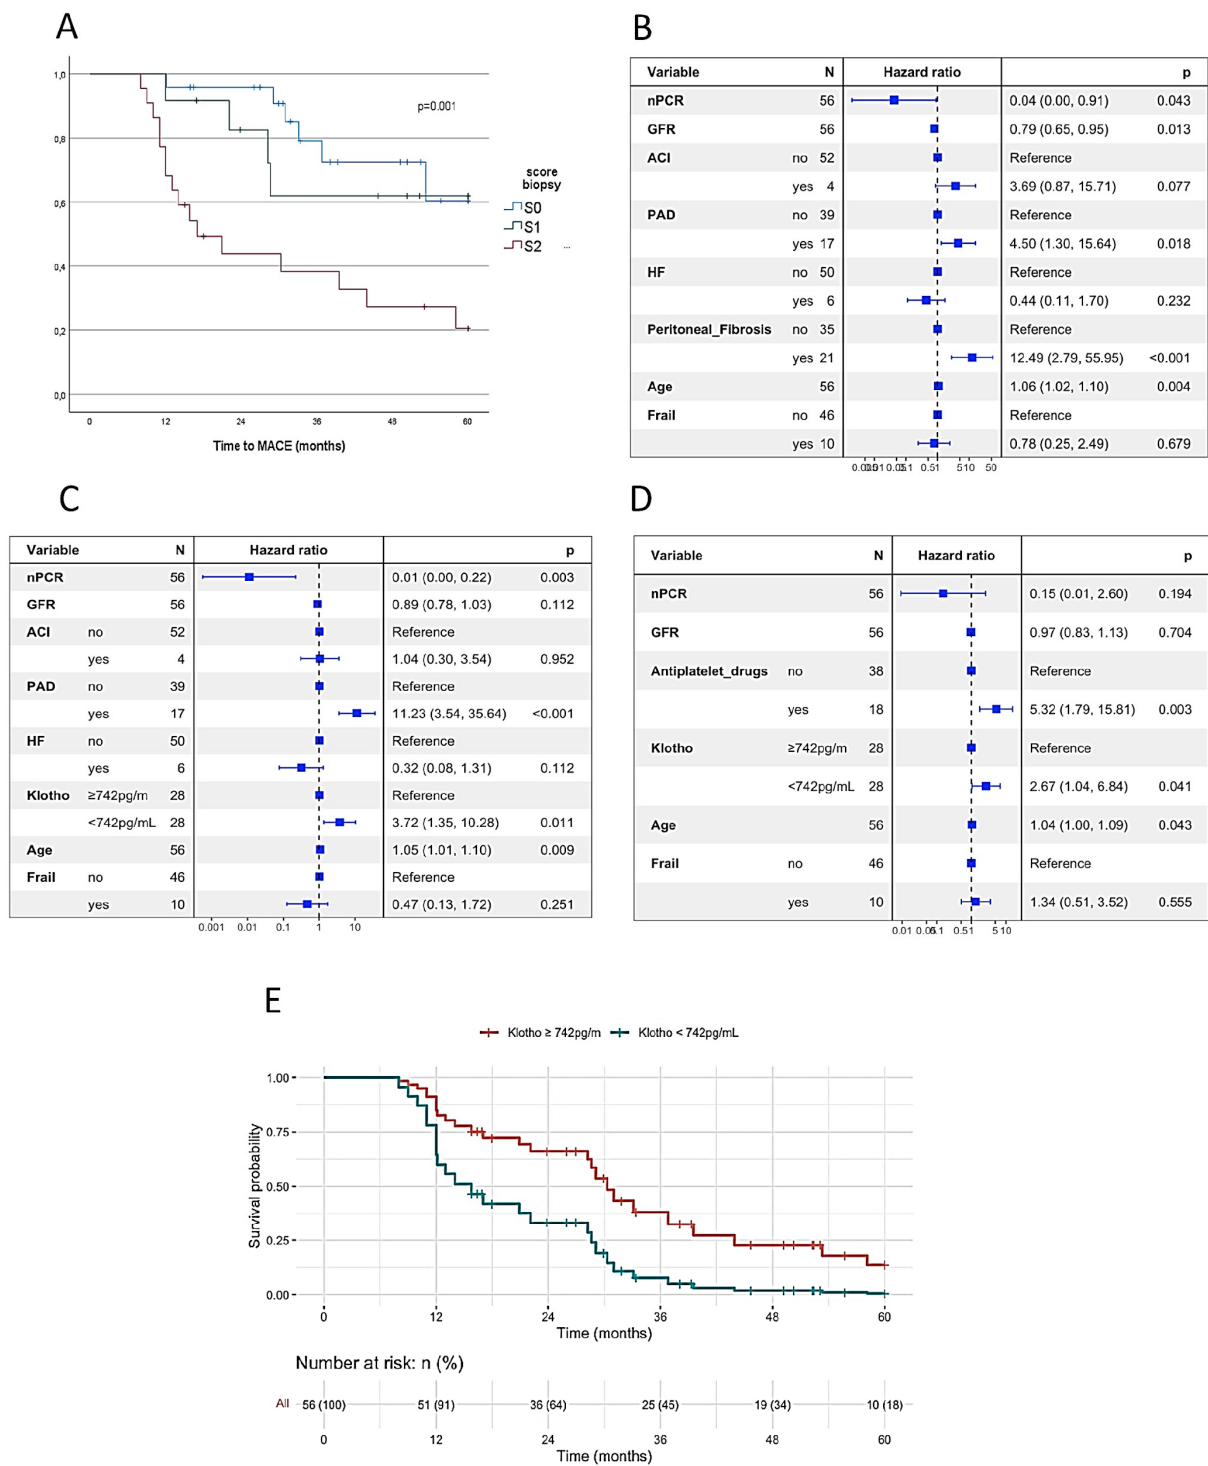 A
1,0
0,8
0,6
0,4
0,2
0,0
p=0.001
score
biopsy
S0
S1
S2
0 12 24 36 48 60
Time to MACE (months)
B
Variable N Hazard ratio p
nPCR 56 0.04 (0.00, 0.91) 0.043
GFR 56 0.79 (0.65, 0.95) 0.013
ACI no 52 Reference
yes 4 3.69 (0.87, 15.71) 0.077
PAD no 39 Reference
yes 17 4.50 (1.30, 15.64) 0.018
HF no 50 Reference
yes 6 0.44 (0.11, 1.70) 0.232
Peritoneal_Fibrosis no 35 Reference
yes 21 12.49 (2.79, 55.95) <0.001
Age 56 1.06 (1.02, 1.10) 0.004
Frail no 46 Reference
yes 10 0.78 (0.25, 2.49) 0.679
0.51 510 50
C
Variable N Hazard ratio p
nPCR 56 0.01 (0.00, 0.22) 0.003
GFR 56 0.89 (0.78, 1.03) 0.112
ACI no 52 Reference
yes 4 1.04 (0.30, 3.54) 0.952
PAD no 39 Reference
yes 17 11.23 (3.54, 35.64) <0.001
HF no 50 Reference
yes 6 0.32 (0.08, 1.31) 0.112
Klotho ≥742pg/m 28 Reference
<742pg/mL 28 3.72 (1.35, 10.28) 0.011
Age 56 1.05 (1.01, 1.10) 0.009
Frail no 46 Reference
yes 10 0.47 (0.13, 1.72) 0.251
0.001 0.01 0.1 1 10
D
Variable N Hazard ratio p
nPCR 56 0.15 (0.01, 2.60) 0.194
GFR 56 0.97 (0.83, 1.13) 0.704
Antiplatelet_drugs no 38 Reference
yes 18 5.32 (1.79, 15.81) 0.003
Klotho ≥742pg/m 28 Reference
<742pg/mL 28 2.67 (1.04, 6.84) 0.041
Age 56 1.04 (1.00, 1.09) 0.043
Frail no 46 Reference
yes 10 1.34 (0.51, 3.52) 0.555
0.01 0.51 5 10
E
Klotho ≥ 742pg/m Klotho < 742pg/mL
1.00
0.75
0.50
0.25
0.00
Survival probability
0 12 24 36 48 60
Time (months)
Number at risk: n (%)
All 56 (100) 51 (91) 36 (64) 25 (45) 19 (34) 10 (18)
0 12 24 36 48 60
Time (months)